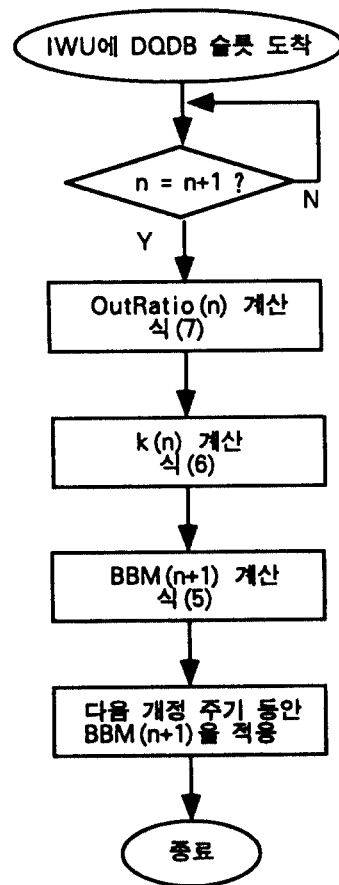 IWU에 DQDB 슬롯 도착
n = n+1 ?
N
Y
OutRatio(n) 계산
식(7)
k(n) 계산
식(6)
BBM(n+1) 계산
식(5)
다음 개정 주기 동안
BBM(n+1)을 적용
종료